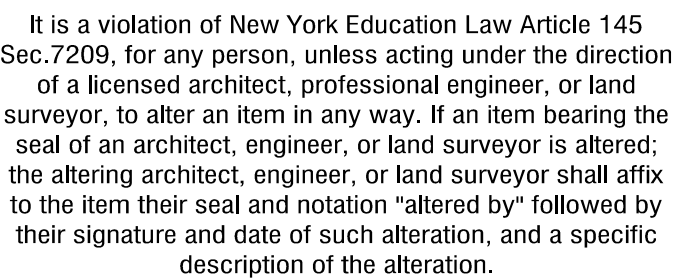 It is a violation of New York Education Law Article 145
Sec.7209, for any person, unless acting under the direction
of a licensed architect, professional engineer, or land
surveyor, to alter an item in any way. If an item bearing the
seal of an architect, engineer, or land surveyor is altered;
the altering architect, engineer, or land surveyor shall affix
to the item their seal and notation "altered by" followed by
their signature and date of such alteration, and a specific
description of the alteration.